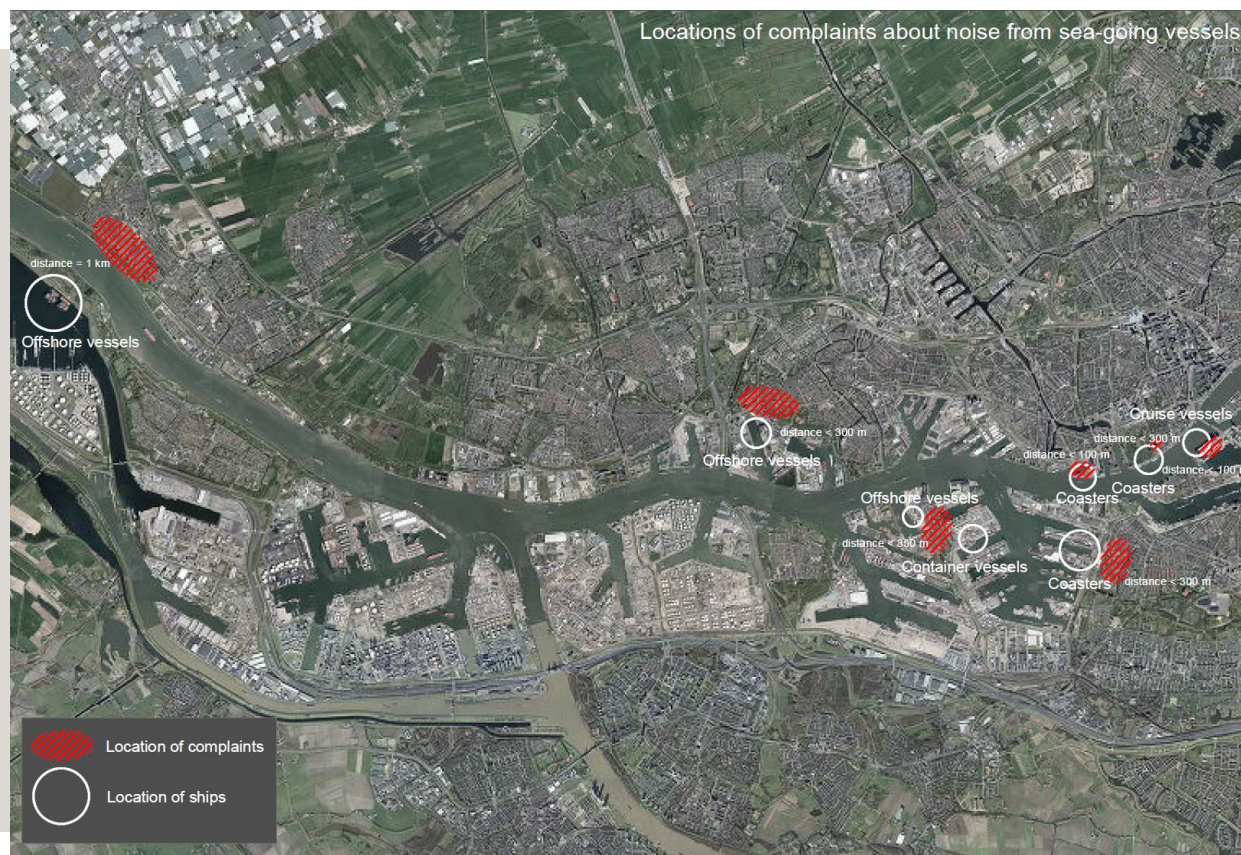 Locations of complaints about noise from sea-going vessels
distance = 1 km
Offshore vessels
distance < 300 m
Offshore vessels
Cruise vessels
distance < 300 m
distance < 100 m
distance < 100
Coasters
Coasters
Offshore vessels
distance < 350 m
Container vessels
Coasters
distance < 300 m
Location of complaints
Location of ships